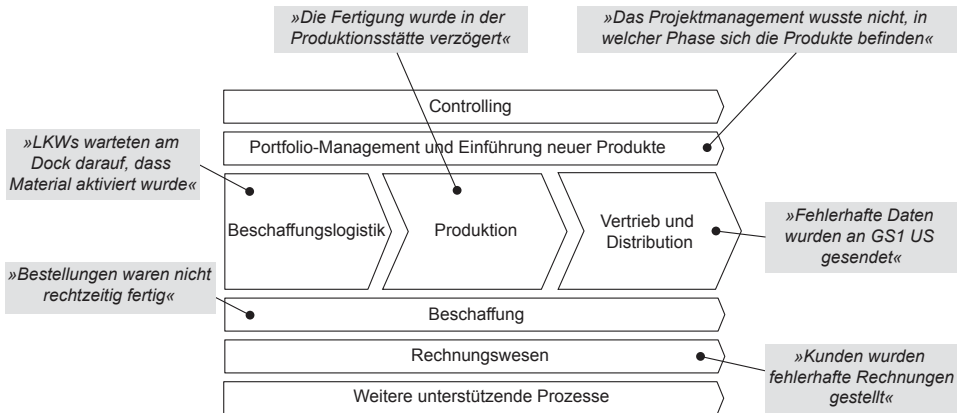 »Die Fertigung wurde in der
Produktionsstätte verzögert«
»Das Projektmanagement wusste nicht, in
welcher Phase sich die Produkte befinden«
Controlling
»LKWs warteten am
Dock darauf, dass
Material aktiviert wurde«
Portfolio-Management und Einführung neuer Produkte
Beschaffungslogistik
Produktion
Vertrieb und
Distribution
»Fehlerhafte Daten
wurden an GS1 US
gesendet«
»Bestellungen waren nicht
rechtzeitig fertig«
Beschaffung
Rechnungswesen
»Kunden wurden
fehlerhafte Rechnungen
gestellt«
Weitere unterstützende Prozesse